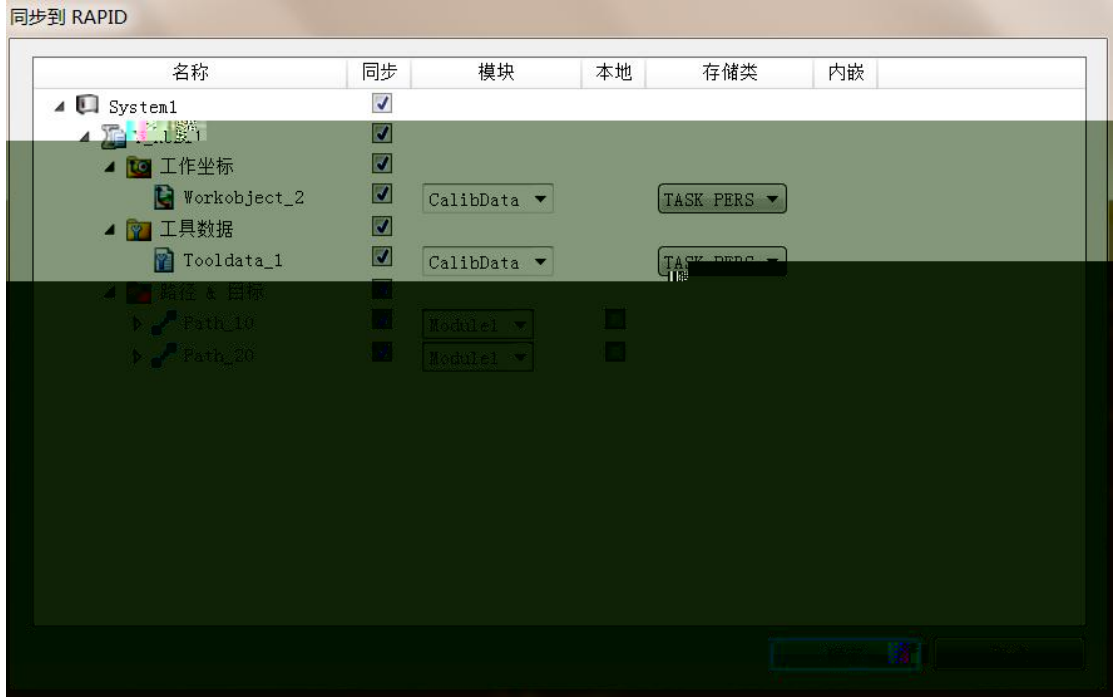 同步到 RAPID
名称 同步 模块 本地 存储类 内嵌
System1
工作坐标
Workobject_2 CalibData TASK PERS
工具数据
Tooldata_1 CalibData TASK PERS
路径 & 目标
Path_10 Module1
Path_20 Module1